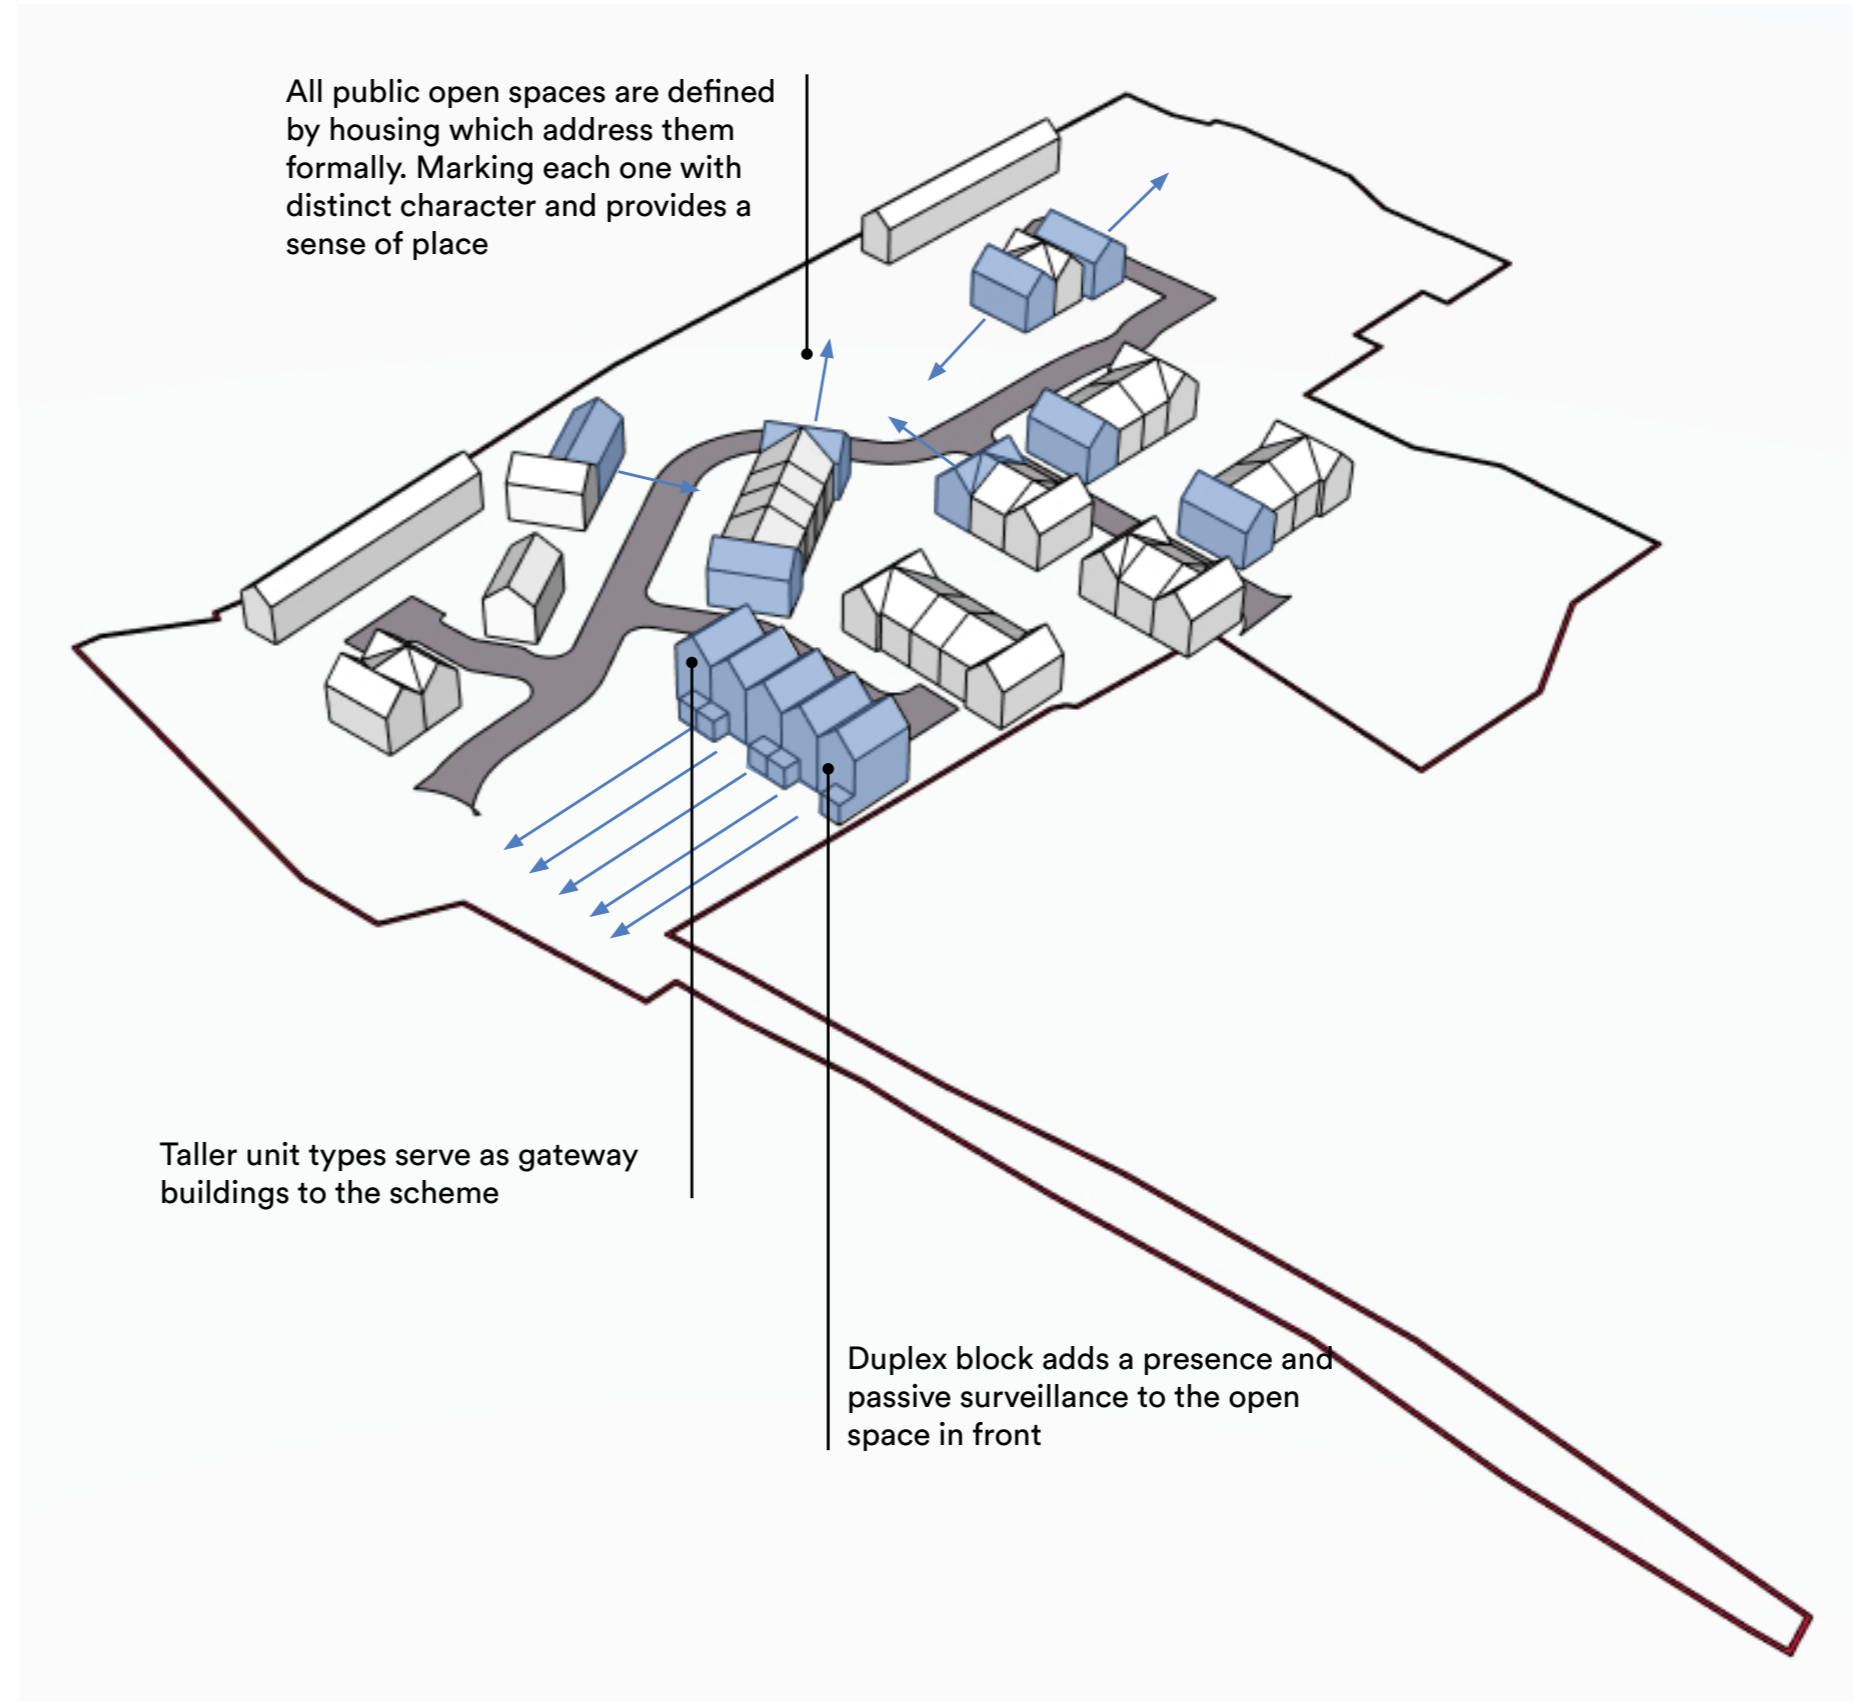 All public open spaces are defined
by housing which address them
formally. Marking each one with
distinct character and provides a
sense of place
Taller unit types serve as gateway
buildings to the scheme
Duplex block adds a presence and
passive surveillance to the open
space in front